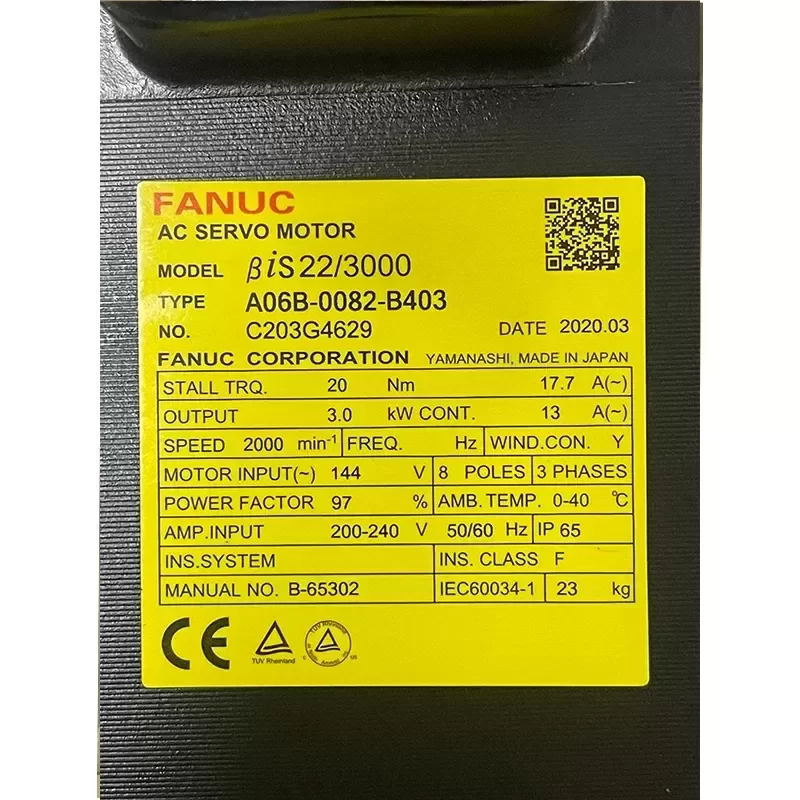 FANUC
AC SERVO MOTOR
MODEL βiS22/3000
TYPE A06B-0082-B403
NO. C203G4629 DATE 2020.03
FANUC CORPORATION YAMANASHI, MADE IN JAPAN
STALL TRQ. 20 Nm 17.7 A(~)
OUTPUT 3.0 kW CONT. 13 A(~)
SPEED 2000 min-1 FREQ. Hz WIND.CON. Y
MOTOR INPUT(~) 144 V 8 POLES 3 PHASES
POWER FACTOR 97 % AMB.TEMP. 0-40 ℃
AMP.INPUT 200-240 V 50/60 Hz IP 65
INS.SYSTEM INS. CLASS F
MANUAL NO. B-65302 IEC60034-1 23 kg
CE
TUV Rheinland
TUV Rheinland
C US